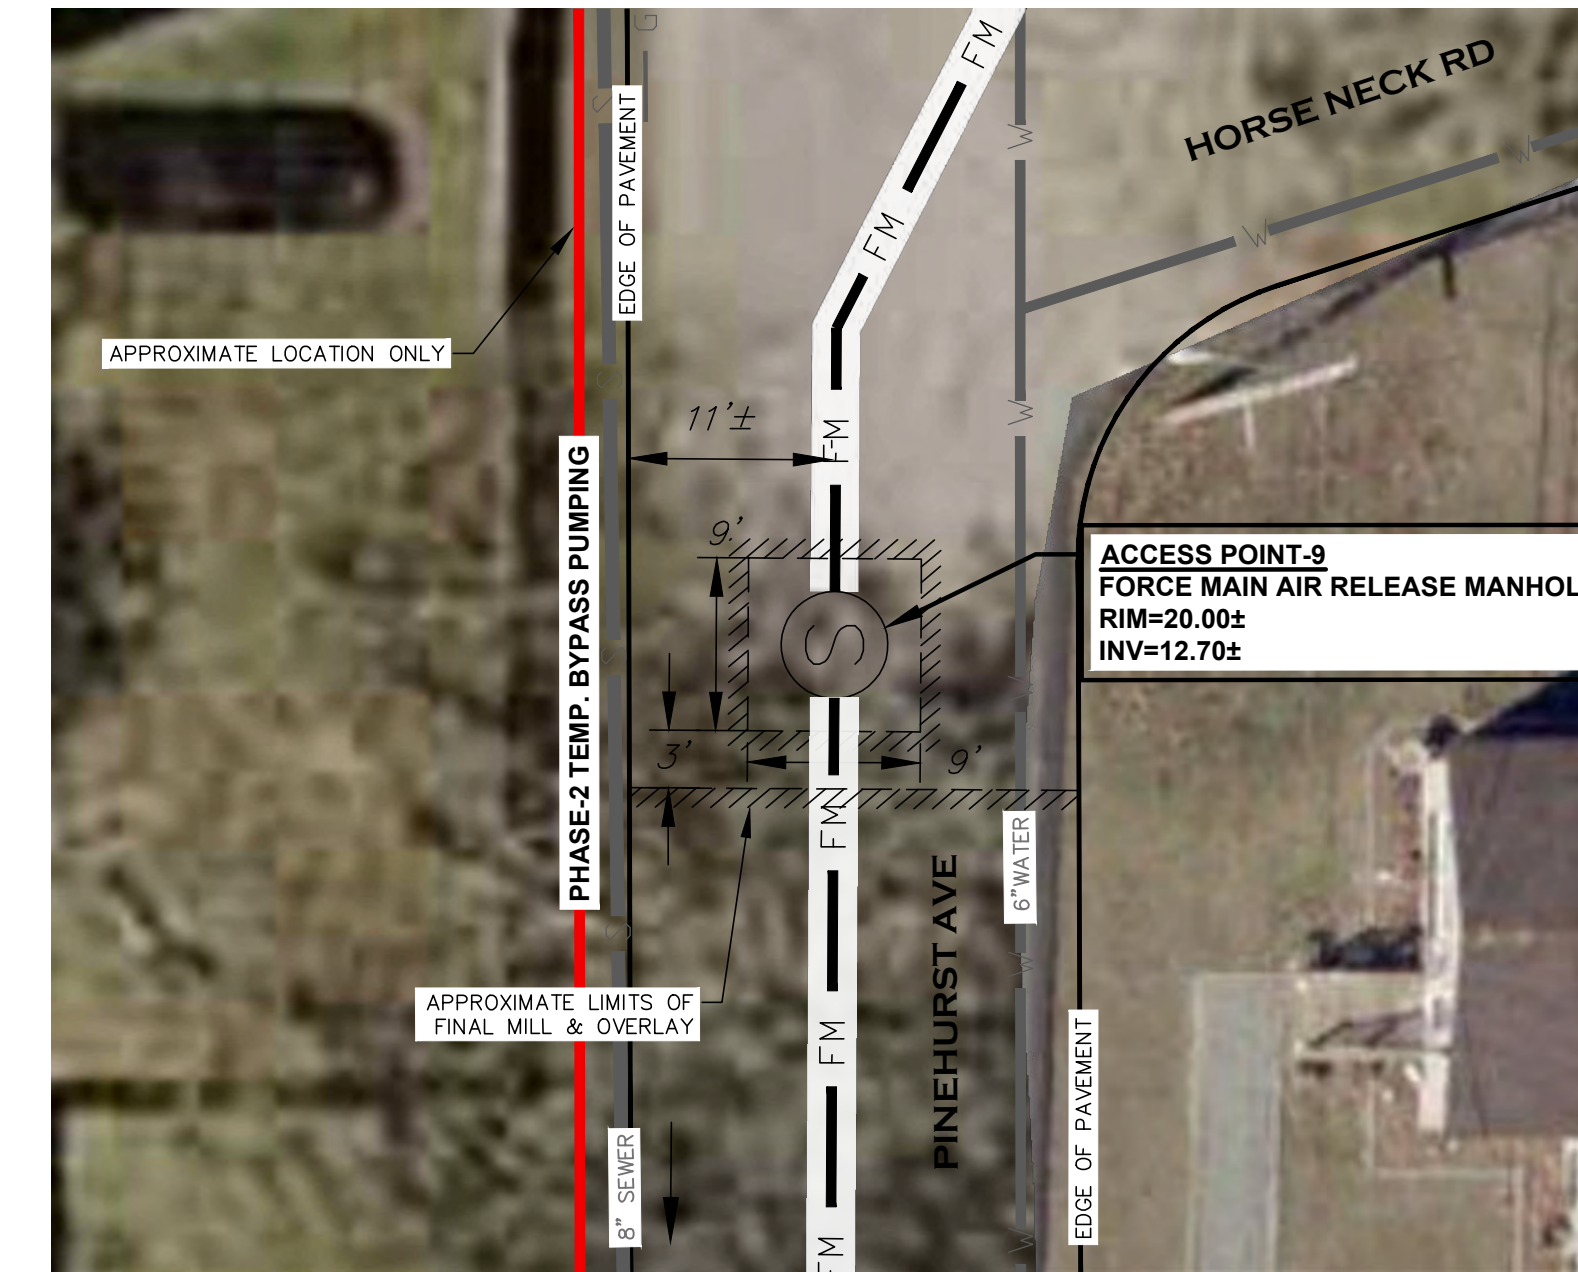 G
FM
HORSE NECK RD
W
W
S
EDGE OF PAVEMENT
W
FM
W
APPROXIMATE LOCATION ONLY
S
11'±
W
FM
PHASE-2 TEMP. BYPASS PUMPING
9'
ACCESS POINT-9
FORCE MAIN AIR RELEASE MANHOL
RIM=20.00±
INV=12.70±
S
S
W
3'
9'
FM
6"WATER
PINEHURST AVE
S
W
APPROXIMATE LIMITS OF
FINAL MILL & OVERLAY
FM
EDGE OF PAVEMENT
8" SEWER
FM
W